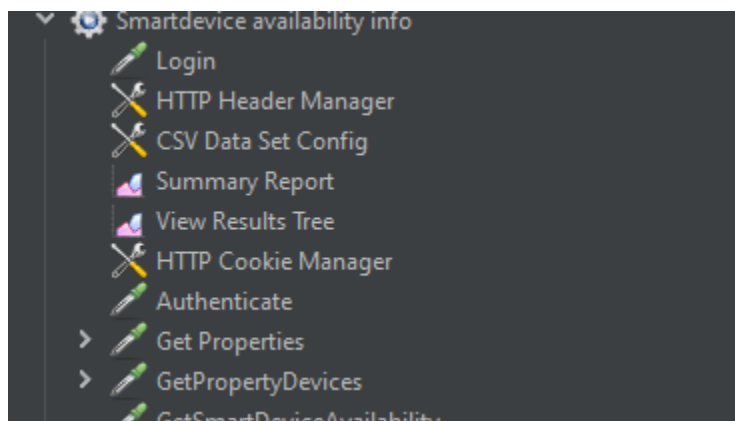 Smartdevice availability info
Login
HTTP Header Manager
CSV Data Set Config
Summary Report
View Results Tree
HTTP Cookie Manager
Authenticate
Get Properties
GetPropertyDevices
GetSmartDeviceAvailability